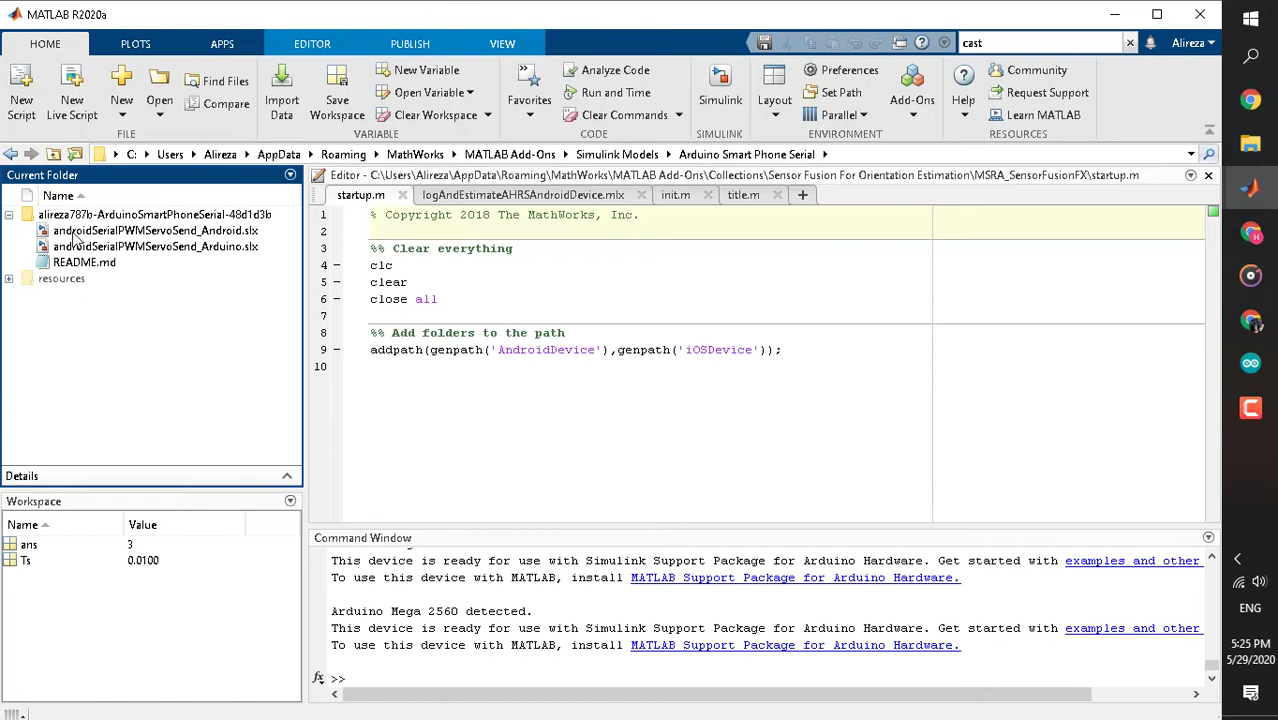 MATLAB R2020a
HOME PLOTS APPS EDITOR PUBLISH VIEW cast Alireza
New Script New Live Script New Open Find Files Compare Import Data Save Workspace New Variable Open Variable Clear Workspace Favorites Analyze Code Run and Time Clear Commands Simulink Layout Preferences Set Path Parallel Add-Ons Help Community Request Support Learn MATLAB
FILE VARIABLE CODE SIMULINK ENVIRONMENT RESOURCES
C: Users Alireza AppData Roaming MathWorks MATLAB Add-Ons Simulink Models Arduino Smart Phone Serial
Current Folder
Name
alireza787b-ArduinoSmartPhoneSerial-48d1d3b
androidSerialPWMServoSend_Android.slx
androidSerialPWMServoSend_Arduino.slx
README.md
resources
Details
Workspace
Name Value
ans 3
Ts 0.0100
Editor - C:\Users\Alireza\AppData\Roaming\MathWorks\MATLAB Add-Ons\Collections\Sensor Fusion For Orientation Estimation\MSRA_SensorFusionFX\startup.m
startup.m logAndEstimateAHRSAndroidDevice.mlx init.m title.m
1 % Copyright 2018 The MathWorks, Inc.
2
3 %% Clear everything
4 clc
5 clear
6 close all
7
8 %% Add folders to the path
9 addpath(genpath('AndroidDevice'),genpath('iOSDevice'));
10
Command Window
This device is ready for use with Simulink Support Package for Arduino Hardware. Get started with examples and other
To use this device with MATLAB, install MATLAB Support Package for Arduino Hardware.
Arduino Mega 2560 detected.
This device is ready for use with Simulink Support Package for Arduino Hardware. Get started with examples and other
To use this device with MATLAB, install MATLAB Support Package for Arduino Hardware.
fx >>
ENG
5:25 PM
5/29/2020